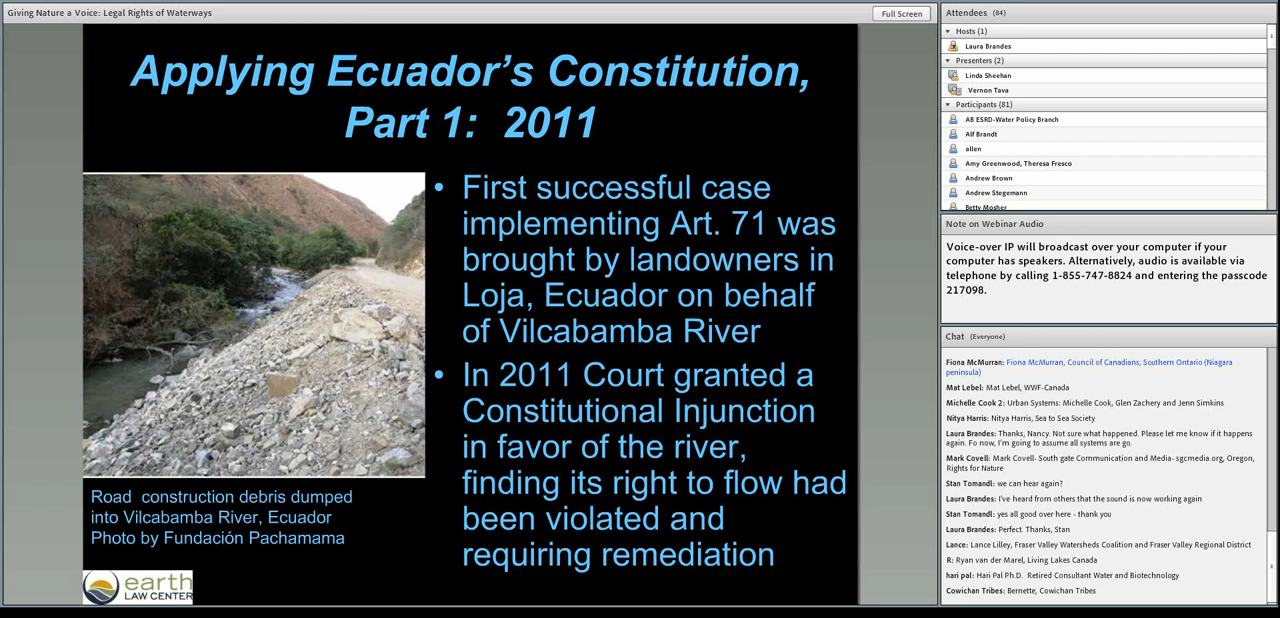 Giving Nature a Voice: Legal Rights of Waterways
Full Screen
Applying Ecuador's Constitution,
Part 1: 2011
• First successful case
implementing Art. 71 was
brought by landowners in
Loja, Ecuador on behalf
of Vilcabamba River
• In 2011 Court granted a
Constitutional Injunction
in favor of the river,
finding its right to flow had
been violated and
requiring remediation
Road construction debris dumped
into Vilcabamba River, Ecuador
Photo by Fundación Pachamama
earth
LAW CENTER
Attendees (84)
Hosts (1)
Laura Brandes
Presenters (2)
Linda Sheehan
Vernon Tava
Participants (81)
AB ESRD-Water Policy Branch
Alf Brandt
allen
Amy Greenwood, Theresa Fresco
Andrew Brown
Andrew Stegemann
Betty Mosher
Note on Webinar Audio
Voice-over IP will broadcast over your computer if your
computer has speakers. Alternatively, audio is available via
telephone by calling 1-855-747-8824 and entering the passcode
217098.
Chat (Everyone)
Fiona McMurran: Fiona McMurran, Council of Canadians, Southern Ontario (Niagara
peninsula)
Mat Lebel: Mat Lebel, WWF-Canada
Michelle Cook 2: Urban Systems: Michelle Cook, Glen Zachery and Jenn Simkins
Nitya Harris: Nitya Harris, Sea to Sea Society
Laura Brandes: Thanks, Nancy. Not sure what happened. Please let me know if it happens
again. Fo now, I'm going to assume all systems are go.
Mark Covell: Mark Covell- South gate Communication and Media- sgcmedia.org, Oregon,
Rights for Nature
Stan Tomandl: we can hear again?
Laura Brandes: I've heard from others that the sound is now working again
Stan Tomandl: yes all good over here - thank you
Laura Brandes: Perfect. Thanks, Stan
Lance: Lance Lilley, Fraser Valley Watersheds Coalition and Fraser Valley Regional District
R: Ryan van der Marel, Living Lakes Canada
hari pal: Hari Pal Ph.D. Retired Consultant Water and Biotechnology
Cowichan Tribes: Bernette, Cowichan Tribes